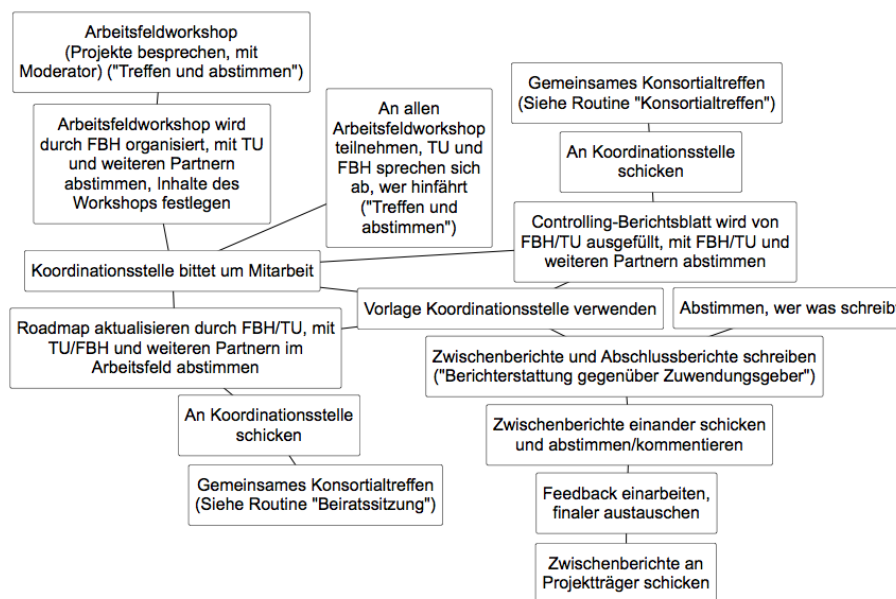 Arbeitsfeldworkshop
(Projekte besprechen, mit
Moderator) ("Treffen und abstimmen")
Gemeinsames Konsortialtreffen
(Siehe Routine "Konsortialtreffen")
An allen
Arbeitsfeldworkshop
teilnehmen, TU und
FBH sprechen sich
ab, wer hinfährt
("Treffen und
abstimmen")
Arbeitsfeldworkshop wird
durch FBH organisiert, mit TU
und weiteren Partnern
abstimmen, Inhalte des
Workshops festlegen
An Koordinationsstelle
schicken
Controlling-Berichtsblatt wird von
FBH/TU ausgefüllt, mit FBH/TU und
weiteren Partnern abstimmen
Koordinationsstelle bittet um Mitarbeit
Vorlage Koordinationsstelle verwenden
Abstimmen, wer was schreibt
Roadmap aktualisieren durch FBH/TU, mit
TU/FBH und weiteren Partnern im
Arbeitsfeld abstimmen
Zwischenberichte und Abschlussberichte schreiben
("Berichterstattung gegenüber Zuwendungsgeber")
An Koordinationsstelle
schicken
Zwischenberichte einander schicken
und abstimmen/kommentieren
Gemeinsames Konsortialtreffen
(Siehe Routine "Beiratssitzung")
Feedback einarbeiten,
finaler austauschen
Zwischenberichte an
Projektträger schicken